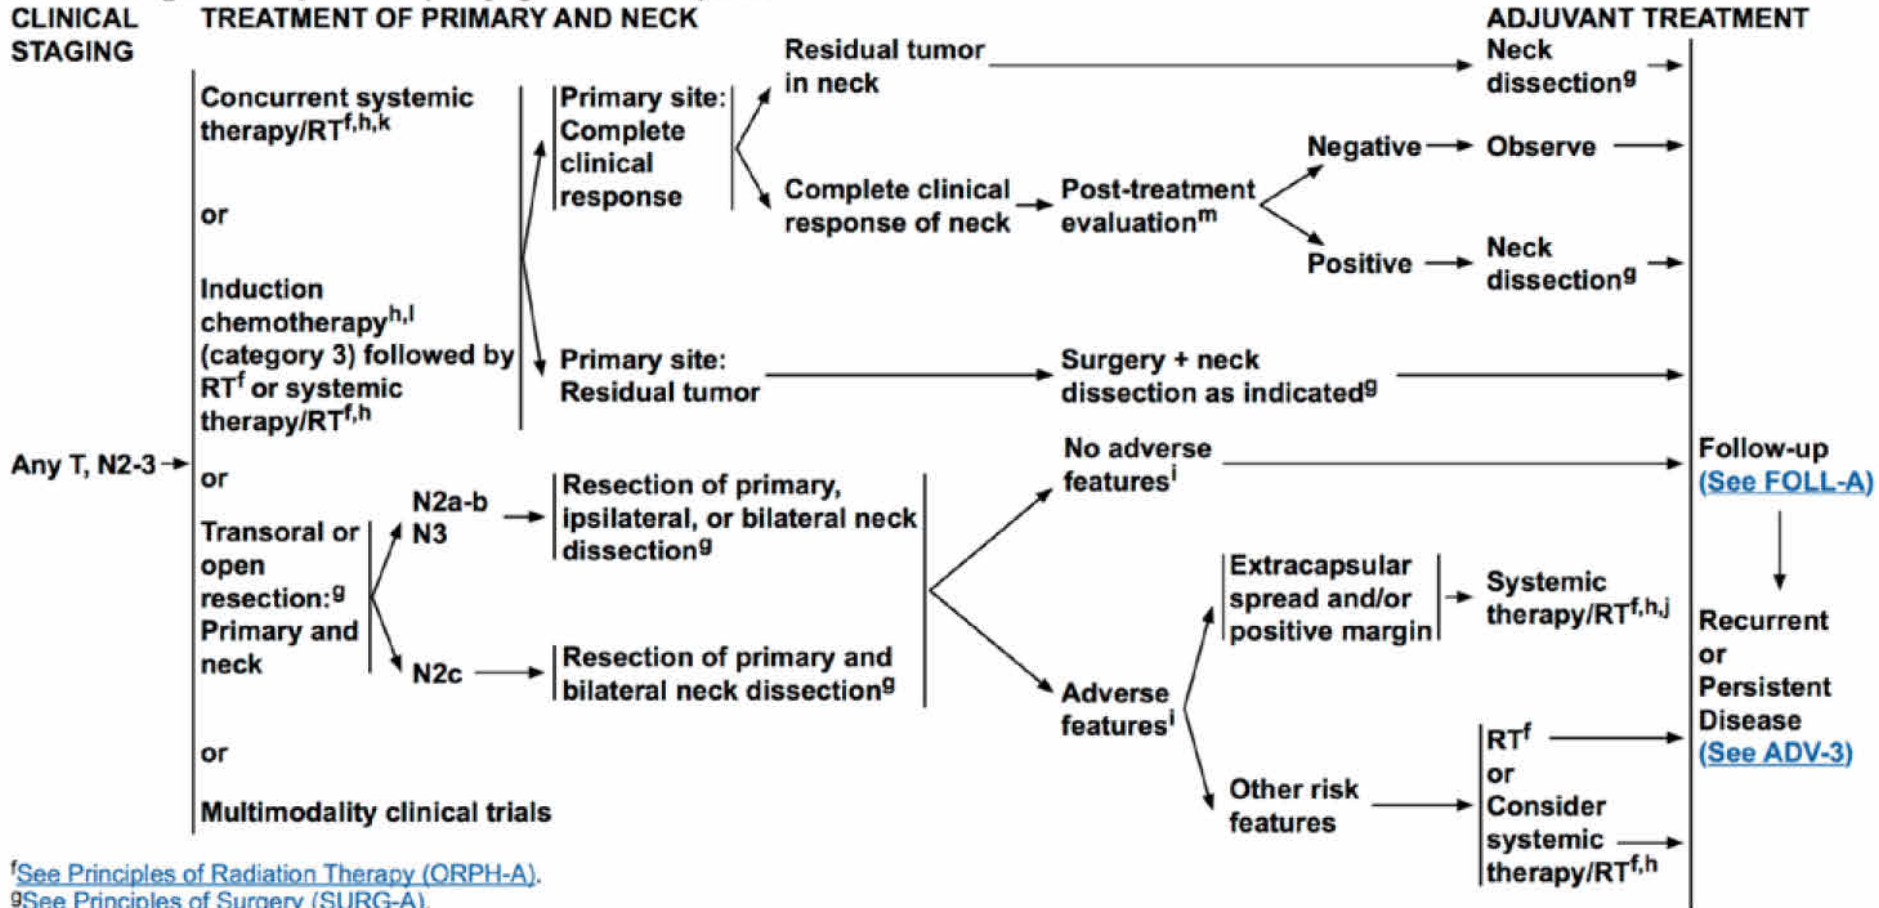 CLINICAL STAGING
TREATMENT OF PRIMARY AND NECK
ADJUVANT TREATMENT
Any T, N2-3
Concurrent systemic
therapy/RTf,h,k
or
Induction
chemotherapyh,l
(category 3) followed by
RTf or systemic
therapy/RTf,h
or
Transoral or
open
resection:g
Primary and
neck
or
Multimodality clinical trials
Primary site:
Complete
clinical
response
Residual tumor
in neck
Neck
dissectiong
Complete clinical
response of neck
Post-treatment
evaluationm
Negative
Observe
Positive
Neck
dissectiong
Primary site:
Residual tumor
Surgery + neck
dissection as indicatedg
N2a-b
N3
Resection of primary,
ipsilateral, or bilateral neck
dissectiong
N2c
Resection of primary and
bilateral neck dissectiong
No adverse
featuresi
Adverse
featuresi
Extracapsular
spread and/or
positive margin
Systemic
therapy/RTf,h,j
Other risk
features
RTf
or
Consider
systemic
therapy/RTf,h
Follow-up
(See FOLL-A)
Recurrent
or
Persistent
Disease
(See ADV-3)
fSee Principles of Radiation Therapy (ORPH-A).
gSee Principles of Surgery (SURG-A).